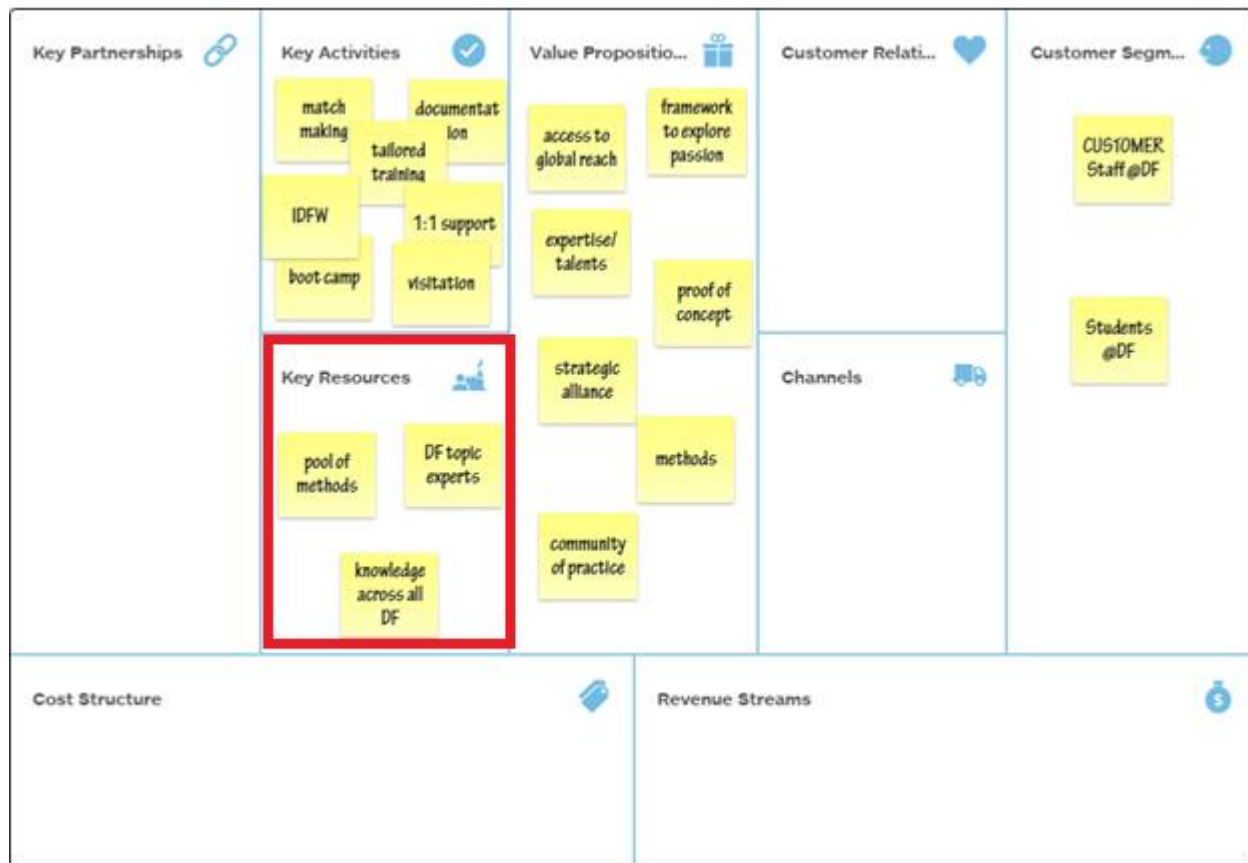 Key Partnerships
Key Activities
match
making
documentat
ion
tailored
training
IDFW
1:1 support
boot camp
visitation
Key Resources
pool of
methods
DF topic
experts
knowledge
across all
DF
Value Propositio...
access to
global reach
framework
to explore
passion
expertise/
talents
proof of
concept
strategic
alliance
methods
community
of practice
Customer Relati...
Channels
Customer Segm...
CUSTOMER
Staff@DF
Students
@DF
Cost Structure
Revenue Streams
$